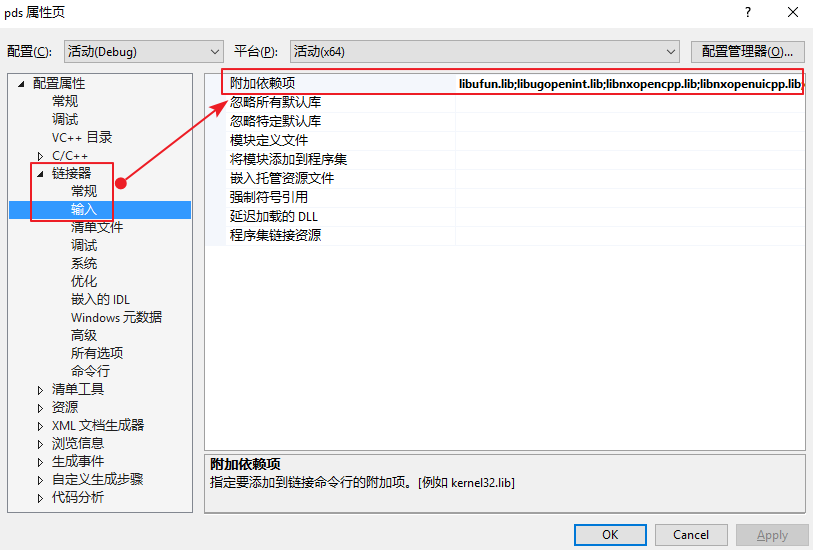 pds 属性页
?
配置(C): 活动(Debug) 平台(P): 活动(x64) 配置管理器(O)...
配置属性
常规
调试
VC++ 目录
C/C++
链接器
常规
输入
清单文件
调试
系统
优化
嵌入的 IDL
Windows 元数据
高级
所有选项
命令行
清单工具
资源
XML 文档生成器
浏览信息
生成事件
自定义生成步骤
代码分析
附加依赖项 libufun.lib;libugopenint.lib;libnxopencpp.lib;libnxopenuicpp.lib
忽略所有默认库
忽略特定默认库
模块定义文件
将模块添加到程序集
嵌入托管资源文件
强制符号引用
延迟加载的 DLL
程序集链接资源
附加依赖项
指定要添加到链接命令行的附加项。[例如 kernel32.lib]
OK Cancel Apply